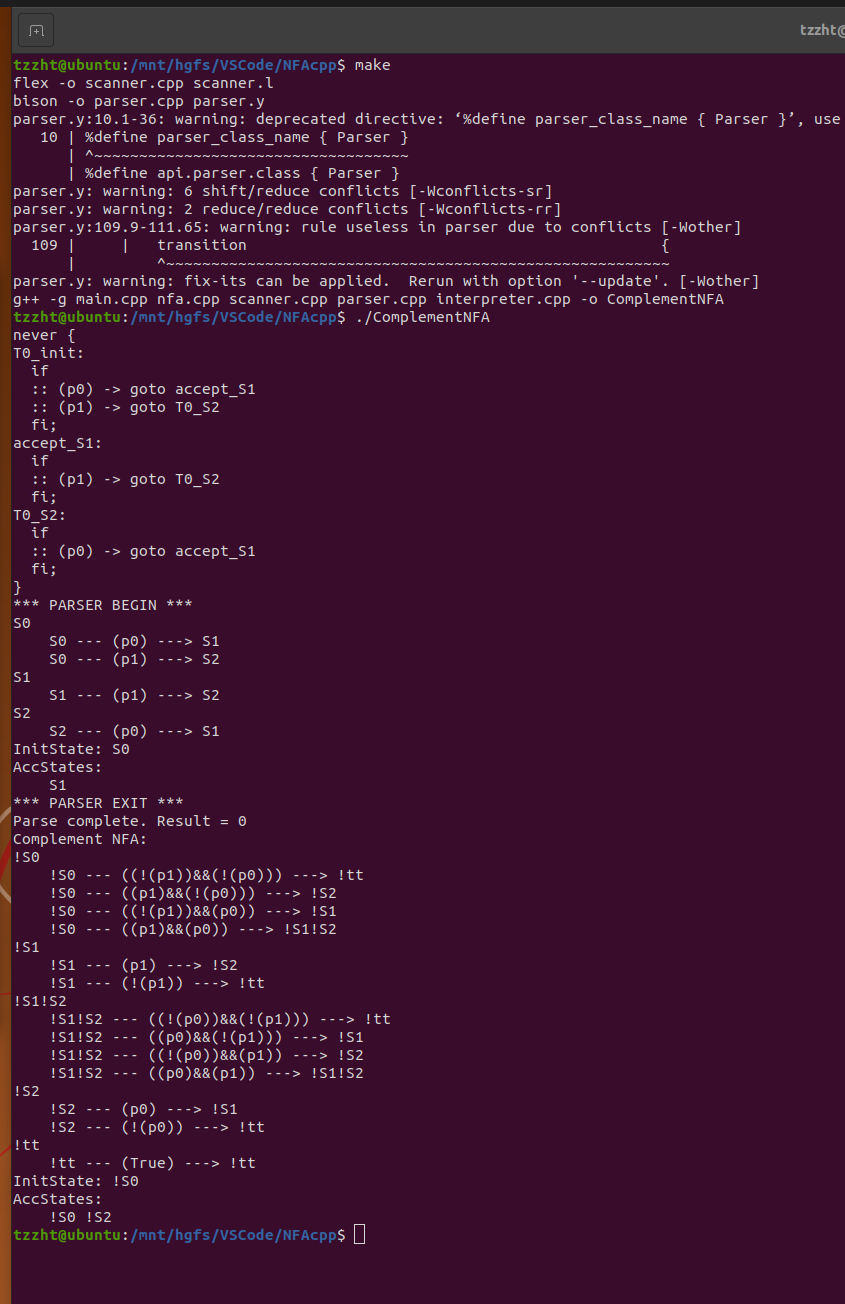 tzzht@
tzzht@ubuntu:/mnt/hgfs/VSCode/NFAcpp$ make
flex -o scanner.cpp scanner.l
bison -o parser.cpp parser.y
parser.y:10.1-36: warning: deprecated directive: ‘%define parser_class_name { Parser }’, use
   10 | %define parser_class_name { Parser }
      | ^~~~~~~~~~~~~~~~~~~~~~~~~~~~~~~~~~~~
      | %define api.parser.class { Parser }
parser.y: warning: 6 shift/reduce conflicts [-Wconflicts-sr]
parser.y: warning: 2 reduce/reduce conflicts [-Wconflicts-rr]
parser.y:109.9-111.65: warning: rule useless in parser due to conflicts [-Wother]
  109 |     |   transition                                              {
      |         ^~~~~~~~~~~~~~~~~~~~~~~~~~~~~~~~~~~~~~~~~~~~~~~~~~~~~~~~~
parser.y: warning: fix-its can be applied.  Rerun with option '--update'. [-Wother]
g++ -g main.cpp nfa.cpp scanner.cpp parser.cpp interpreter.cpp -o ComplementNFA
tzzht@ubuntu:/mnt/hgfs/VSCode/NFAcpp$ ./ComplementNFA
never {
T0_init:
  if
  :: (p0) -> goto accept_S1
  :: (p1) -> goto T0_S2
  fi;
accept_S1:
  if
  :: (p1) -> goto T0_S2
  fi;
T0_S2:
  if
  :: (p0) -> goto accept_S1
  fi;
}
*** PARSER BEGIN ***
S0
    S0 --- (p0) ---> S1
    S0 --- (p1) ---> S2
S1
    S1 --- (p1) ---> S2
S2
    S2 --- (p0) ---> S1
InitState: S0
AccStates:
    S1
*** PARSER EXIT ***
Parse complete. Result = 0
Complement NFA:
!S0
    !S0 --- ((!(p1))&&(!(p0))) ---> !tt
    !S0 --- ((p1)&&(!(p0))) ---> !S2
    !S0 --- ((!(p1))&&(p0)) ---> !S1
    !S0 --- ((p1)&&(p0)) ---> !S1!S2
!S1
    !S1 --- (p1) ---> !S2
    !S1 --- (!(p1)) ---> !tt
!S1!S2
    !S1!S2 --- ((!(p0))&&(!(p1))) ---> !tt
    !S1!S2 --- ((p0)&&(!(p1))) ---> !S1
    !S1!S2 --- ((!(p0))&&(p1)) ---> !S2
    !S1!S2 --- ((p0)&&(p1)) ---> !S1!S2
!S2
    !S2 --- (p0) ---> !S1
    !S2 --- (!(p0)) ---> !tt
!tt
    !tt --- (True) ---> !tt
InitState: !S0
AccStates:
    !S0 !S2
tzzht@ubuntu:/mnt/hgfs/VSCode/NFAcpp$